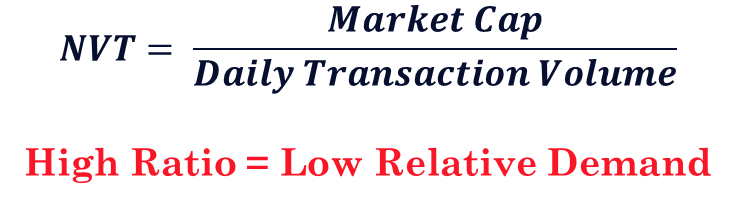 Market Cap
NVT =
Daily Transaction Volume
High Ratio = Low Relative Demand